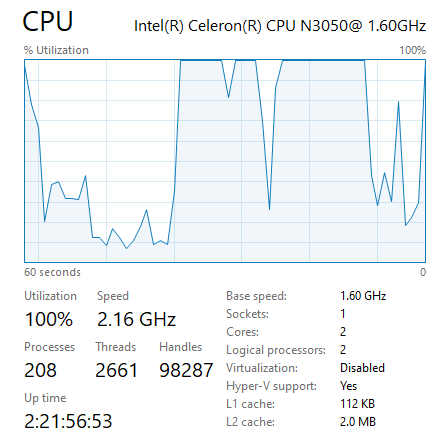 CPU Intel(R) Celeron(R) CPU N3050@ 1.60GHz
% Utilization 100%
60 seconds 0
Utilization Speed
100% 2.16 GHz
Processes Threads Handles
208 2661 98287
Up time
2:21:56:53
Base speed: 1.60 GHz
Sockets: 1
Cores: 2
Logical processors: 2
Virtualization: Disabled
Hyper-V support: Yes
L1 cache: 112 KB
L2 cache: 2.0 MB